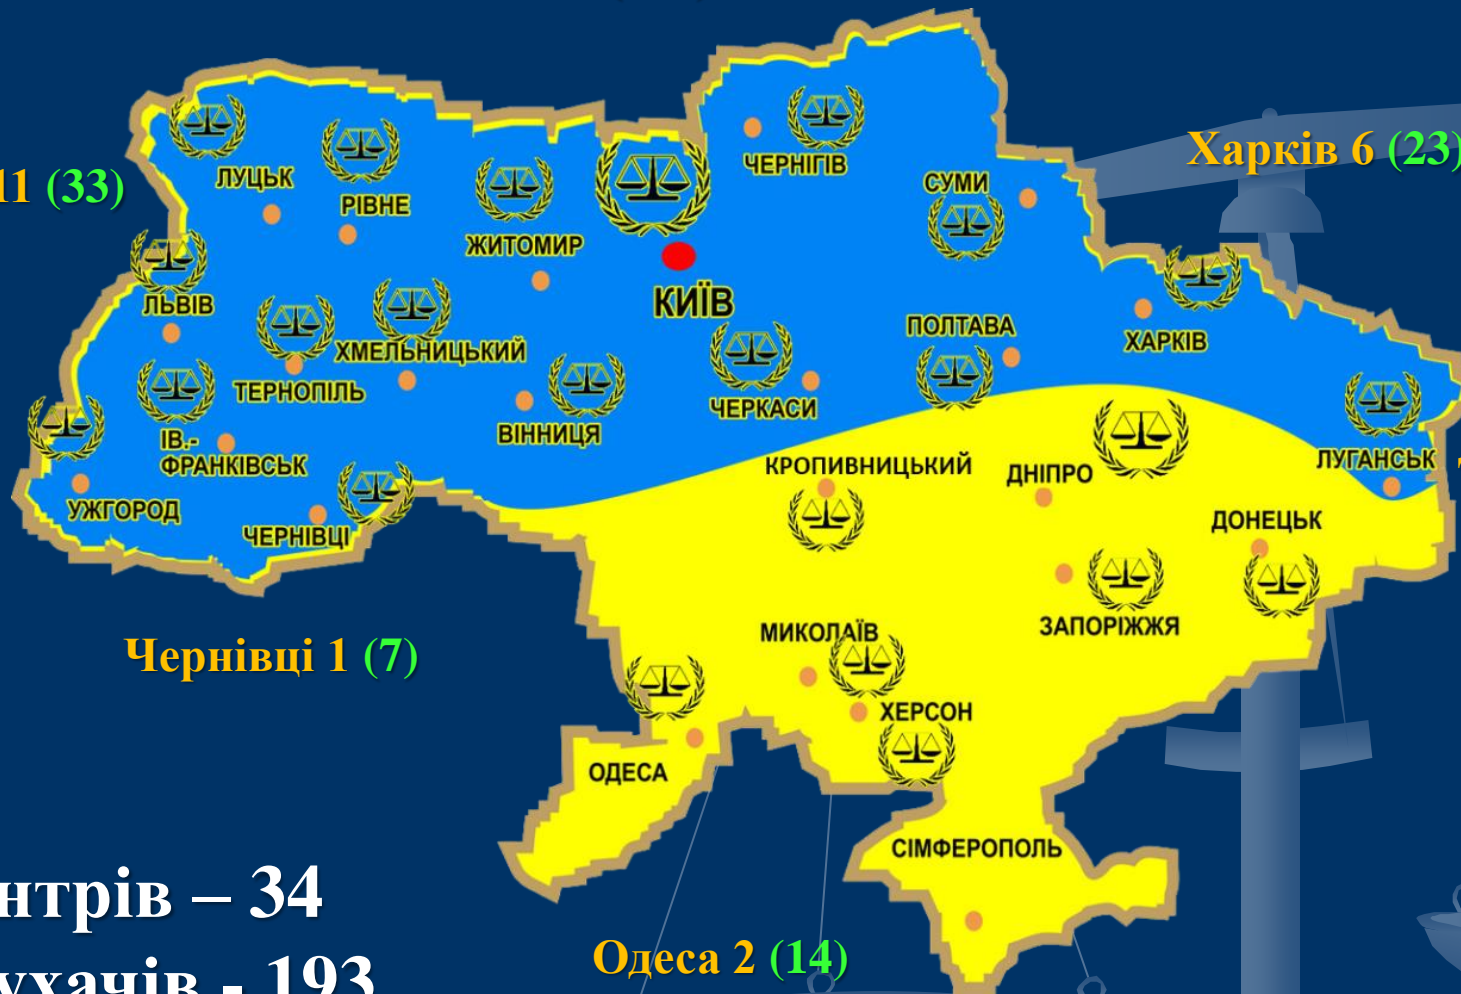 ЧЕРНІГІВ
Харків 6 (23)
ЛУЦЬК
СУМИ
11 (33)
РІВНЕ
ЖИТОМИР
КИЇВ
ЛЬВІВ
ПОЛТАВА
ХАРКІВ
ХМЕЛЬНИЦЬКИЙ
ТЕРНОПІЛЬ
ЧЕРКАСИ
ВІННИЦЯ
ІВ.-
ФРАНКІВСЬК
ЛУГАНСЬК
КРОПИВНИЦЬКИЙ
ДНІПРО
УЖГОРОД
ДОНЕЦЬК
ЧЕРНІВЦІ
ЗАПОРІЖЖЯ
МИКОЛАЇВ
Чернівці 1 (7)
ХЕРСОН
ОДЕСА
СІМФЕРОПОЛЬ
нтрів – 34
Одеса 2 (14)
ухачів - 193